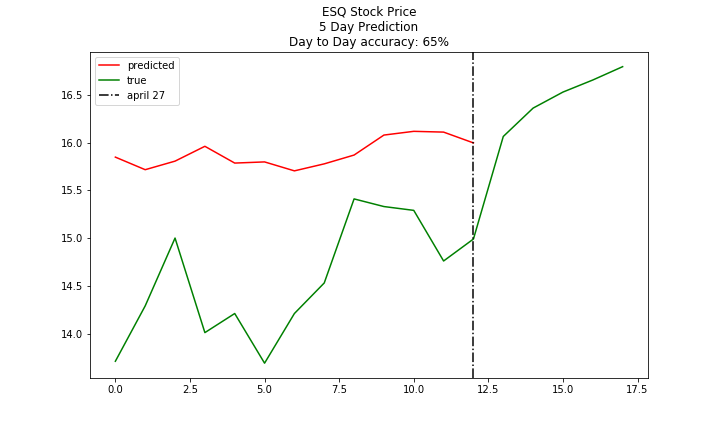 ESQ Stock Price
5 Day Prediction
Day to Day accuracy: 65%
predicted
true
april 27
16.5
16.0
15.5
15.0
14.5
14.0
0.0 2.5 5.0 7.5 10.0 12.5 15.0 17.5